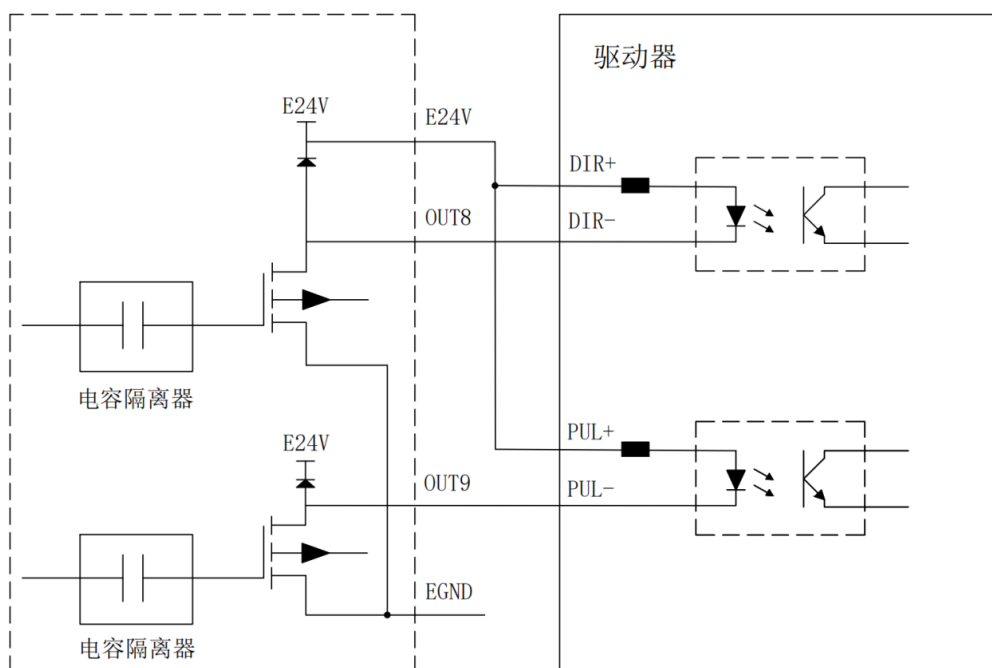 驱动器
E24V
E24V
DIR+
OUT8
DIR-
电容隔离器
E24V
PUL+
OUT9
PUL-
EGND
电容隔离器